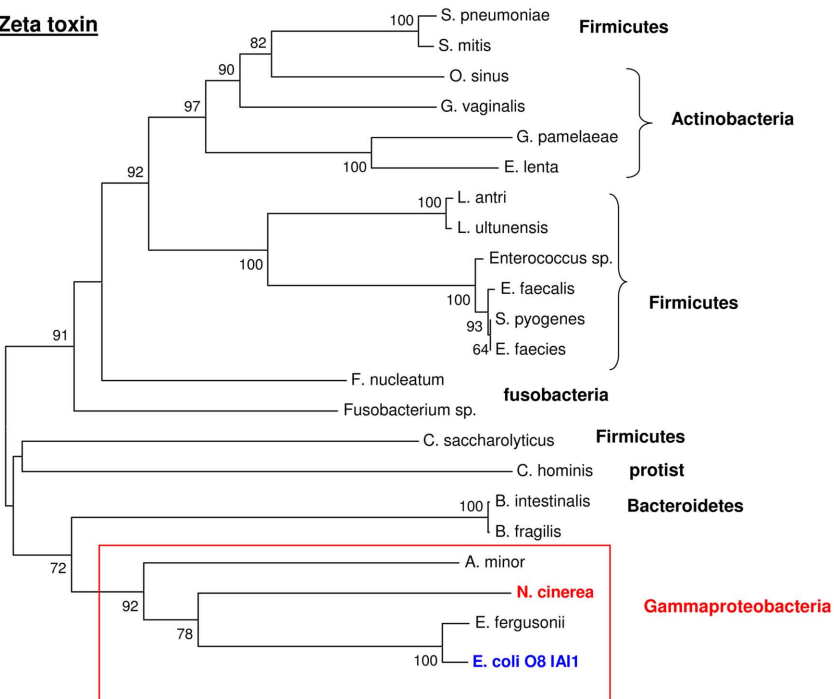 Zeta toxin
100 S. pneumoniae
Firmicutes
S. mitis
82
O. sinus
90
G. vaginalis
97
Actinobacteria
G. pamelaeae
100 E. lenta
92
100 L. antri
L. ultunensis
100
Enterococcus sp.
100 E. faecalis
Firmicutes
93 S. pyogenes
64 E. faecies
91
F. nucleatum
fusobacteria
Fusobacterium sp.
C. saccharolyticus Firmicutes
C. hominis protist
100 B. intestinalis
Bacteroidetes
B. fragilis
72
A. minor
92
N. cinerea
Gammaproteobacteria
78
E. fergusonii
100 E. coli O8 IAI1